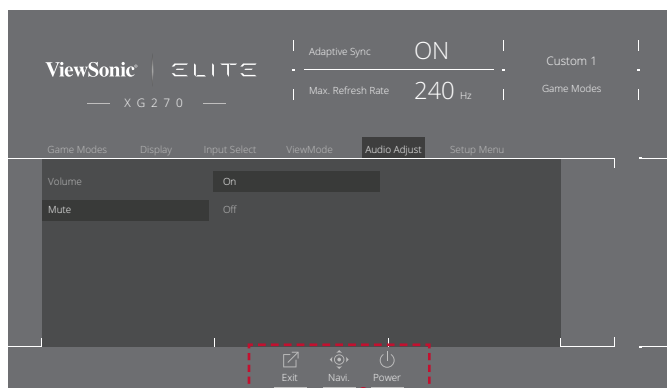 ViewSonic ELITE
XG270
Adaptive Sync ON
Max. Refresh Rate 240 Hz
Custom 1
Game Modes
Game Modes Display Input Select ViewMode Audio Adjust Setup Menu
Volume On
Mute Off
Exit Navi. Power